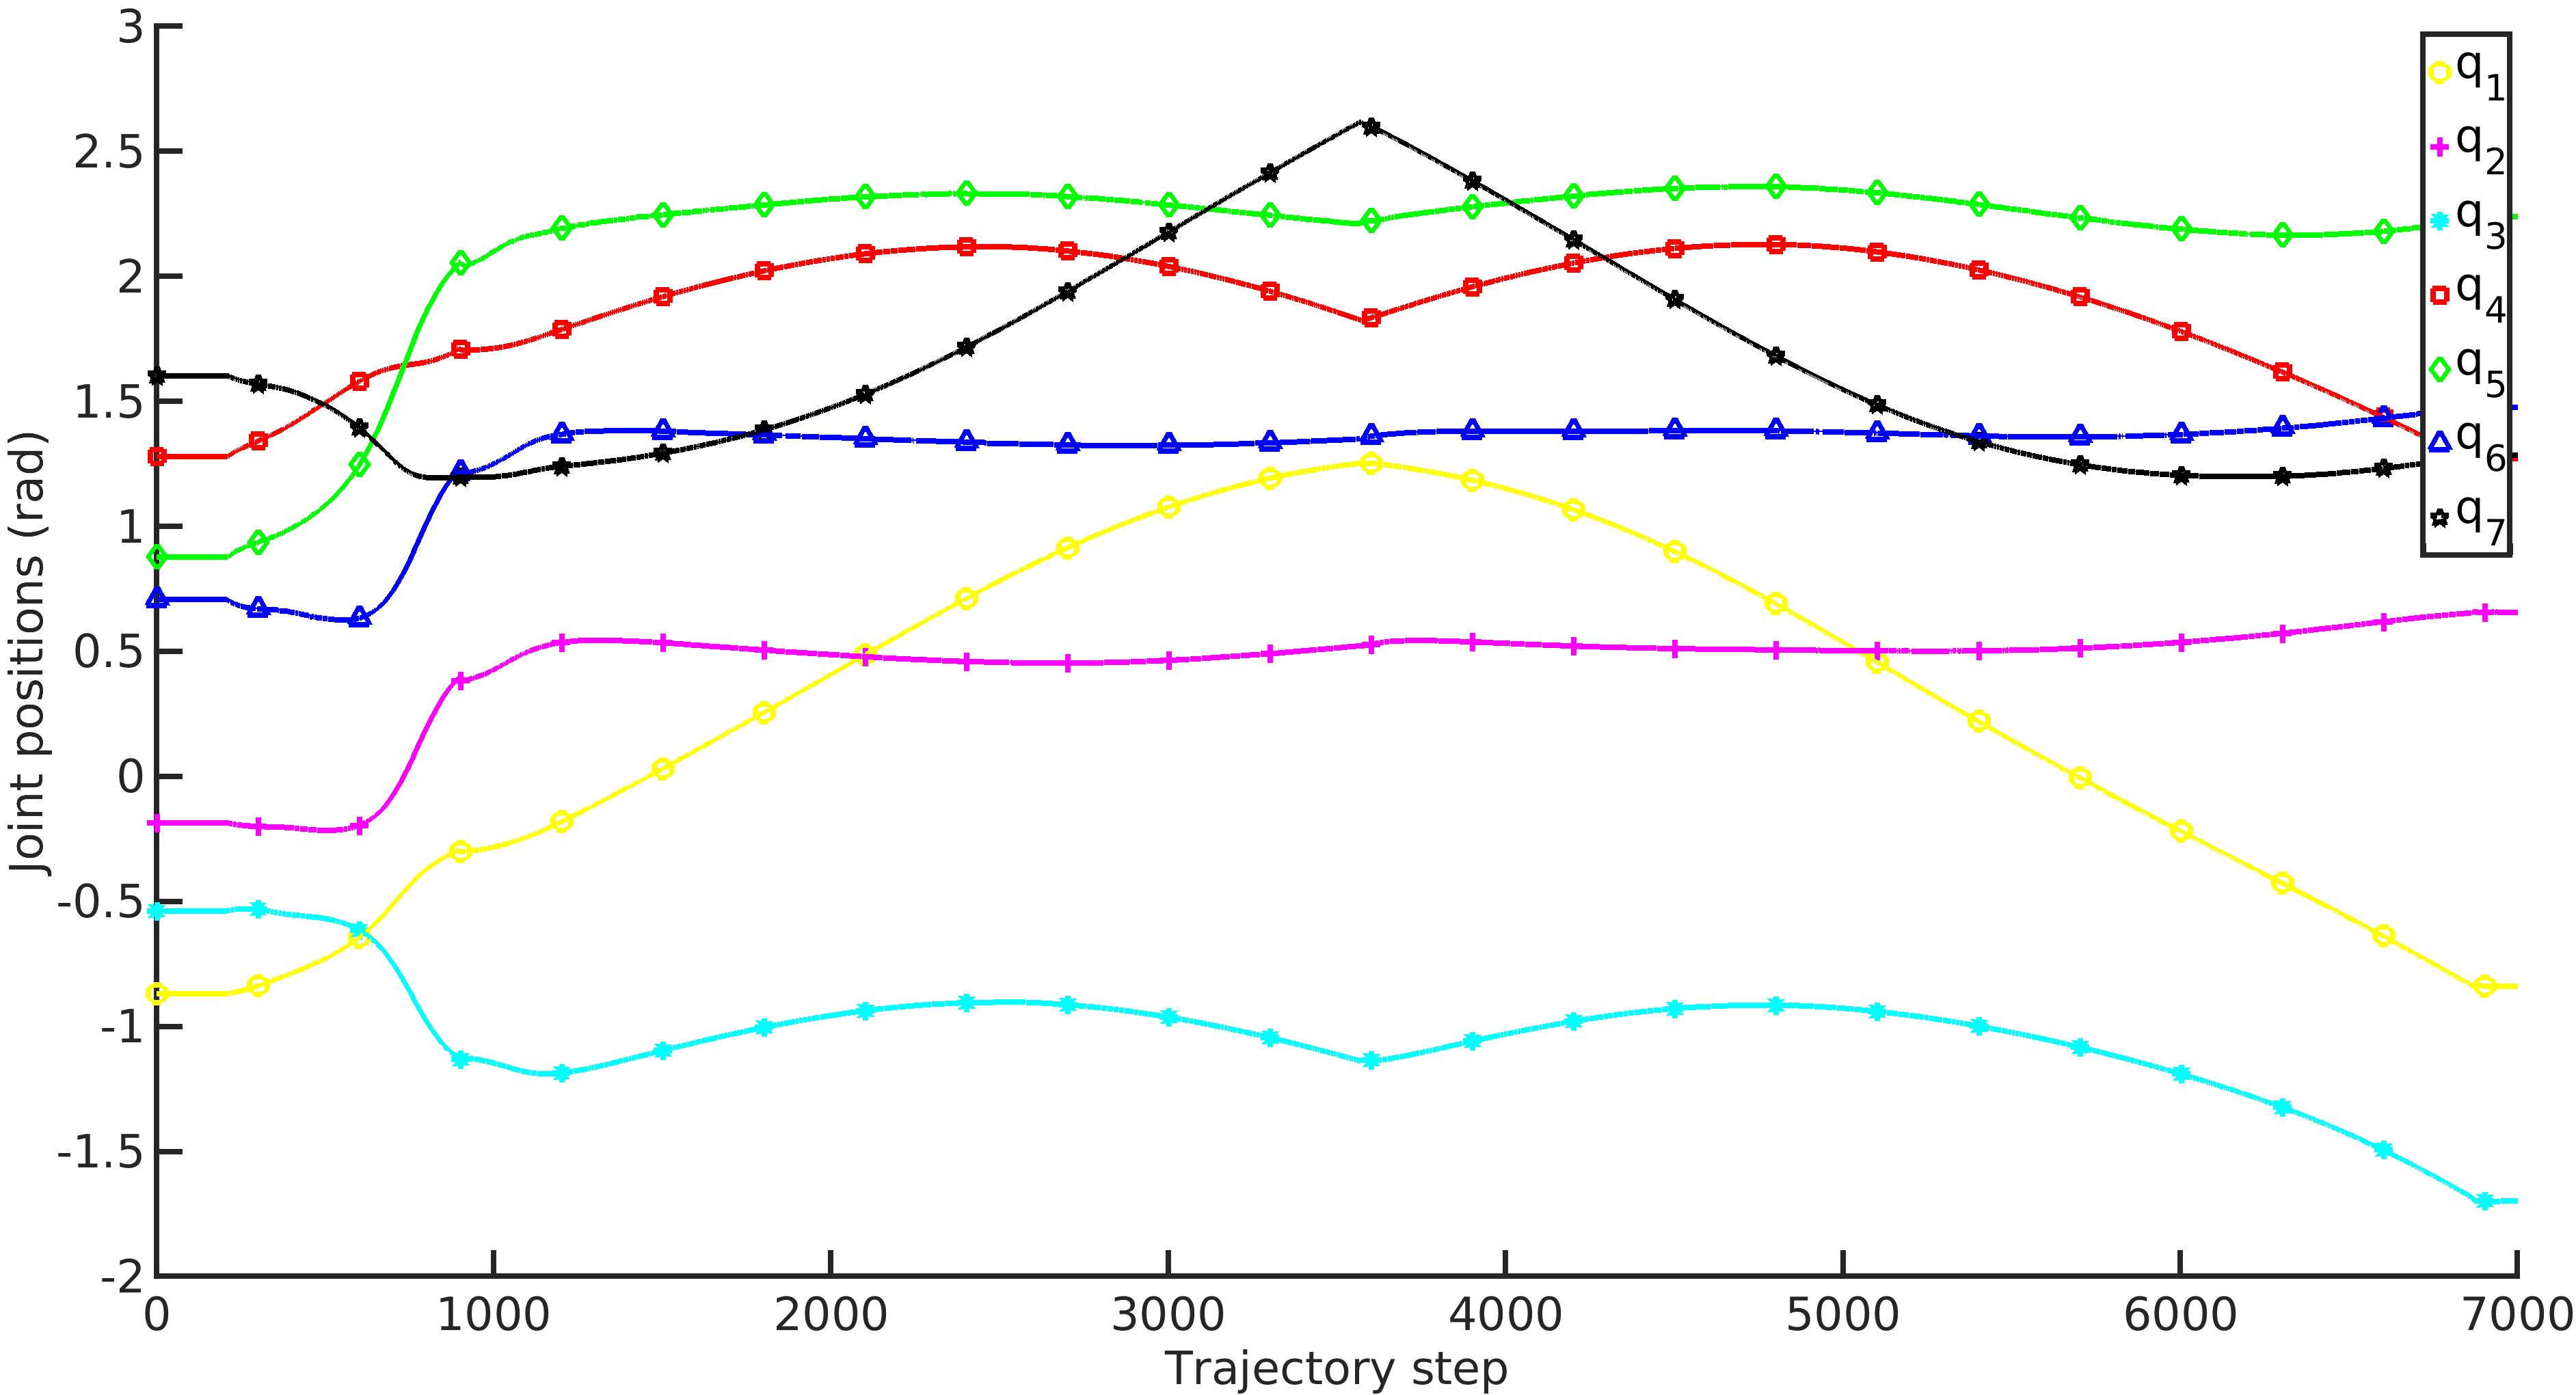 3
2.5
2
1.5
1
0.5
0
-0.5
-1
-1.5
-2
Joint positions (rad)
0 1000 2000 3000 4000 5000 6000 7000
Trajectory step
q1
q2
q3
q4
q5
q6
q7